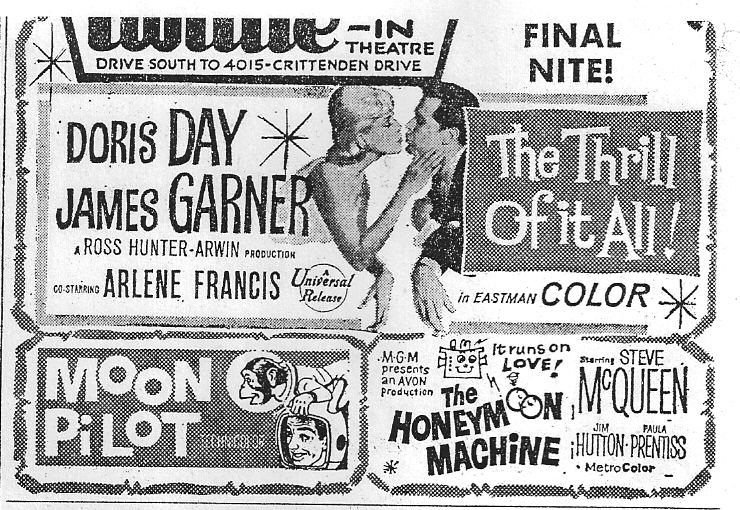 -IN
THEATRE
DRIVE SOUTH TO 4015-CRITTENDEN DRIVE
FINAL
NITE!
DORIS DAY
JAMES GARNER
A ROSS HUNTER-ARWIN PRODUCTION
CO-STARRING ARLENE FRANCIS
A
Universal
Release
The Thrill
Of it All!
in EASTMAN COLOR
MOON
PiLOT
TECHNICOLOR
M-G-M
presents
an AVON
production
It runs on
LOVE!
The
HONEYMOON
MACHiNE
Starring STEVE
McQUEEN
JIM
HUTTON
PAULA
PRENTISS
MetroColor